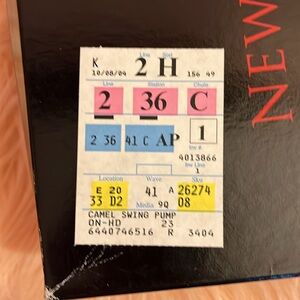 Line Slot
K 2 H
10/08/04 156 49
Line Station Chute
2 36 C
2 36 41 C AP 1
Inv #
4013866
Inv Line
1
Location Wave Sku
E 20 41 A 26274
33 D2 Media 9Q 08
CAMEL SWING PUMP
ON-HD 23
6440746516 R 3404
NEW